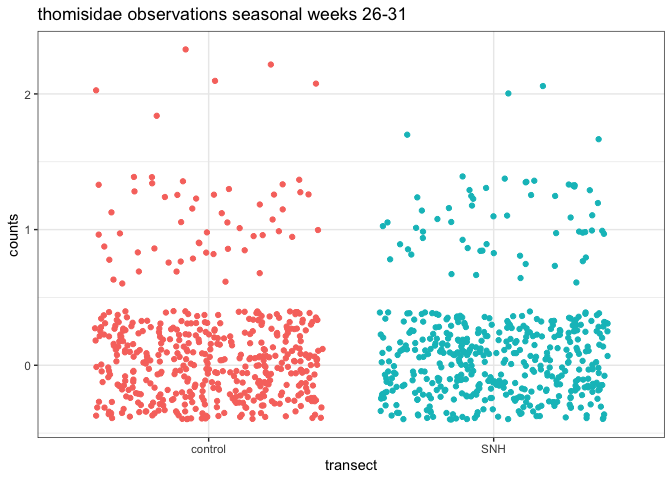 thomisidae observations seasonal weeks 26-31
counts
2
1
0
control SNH
transect